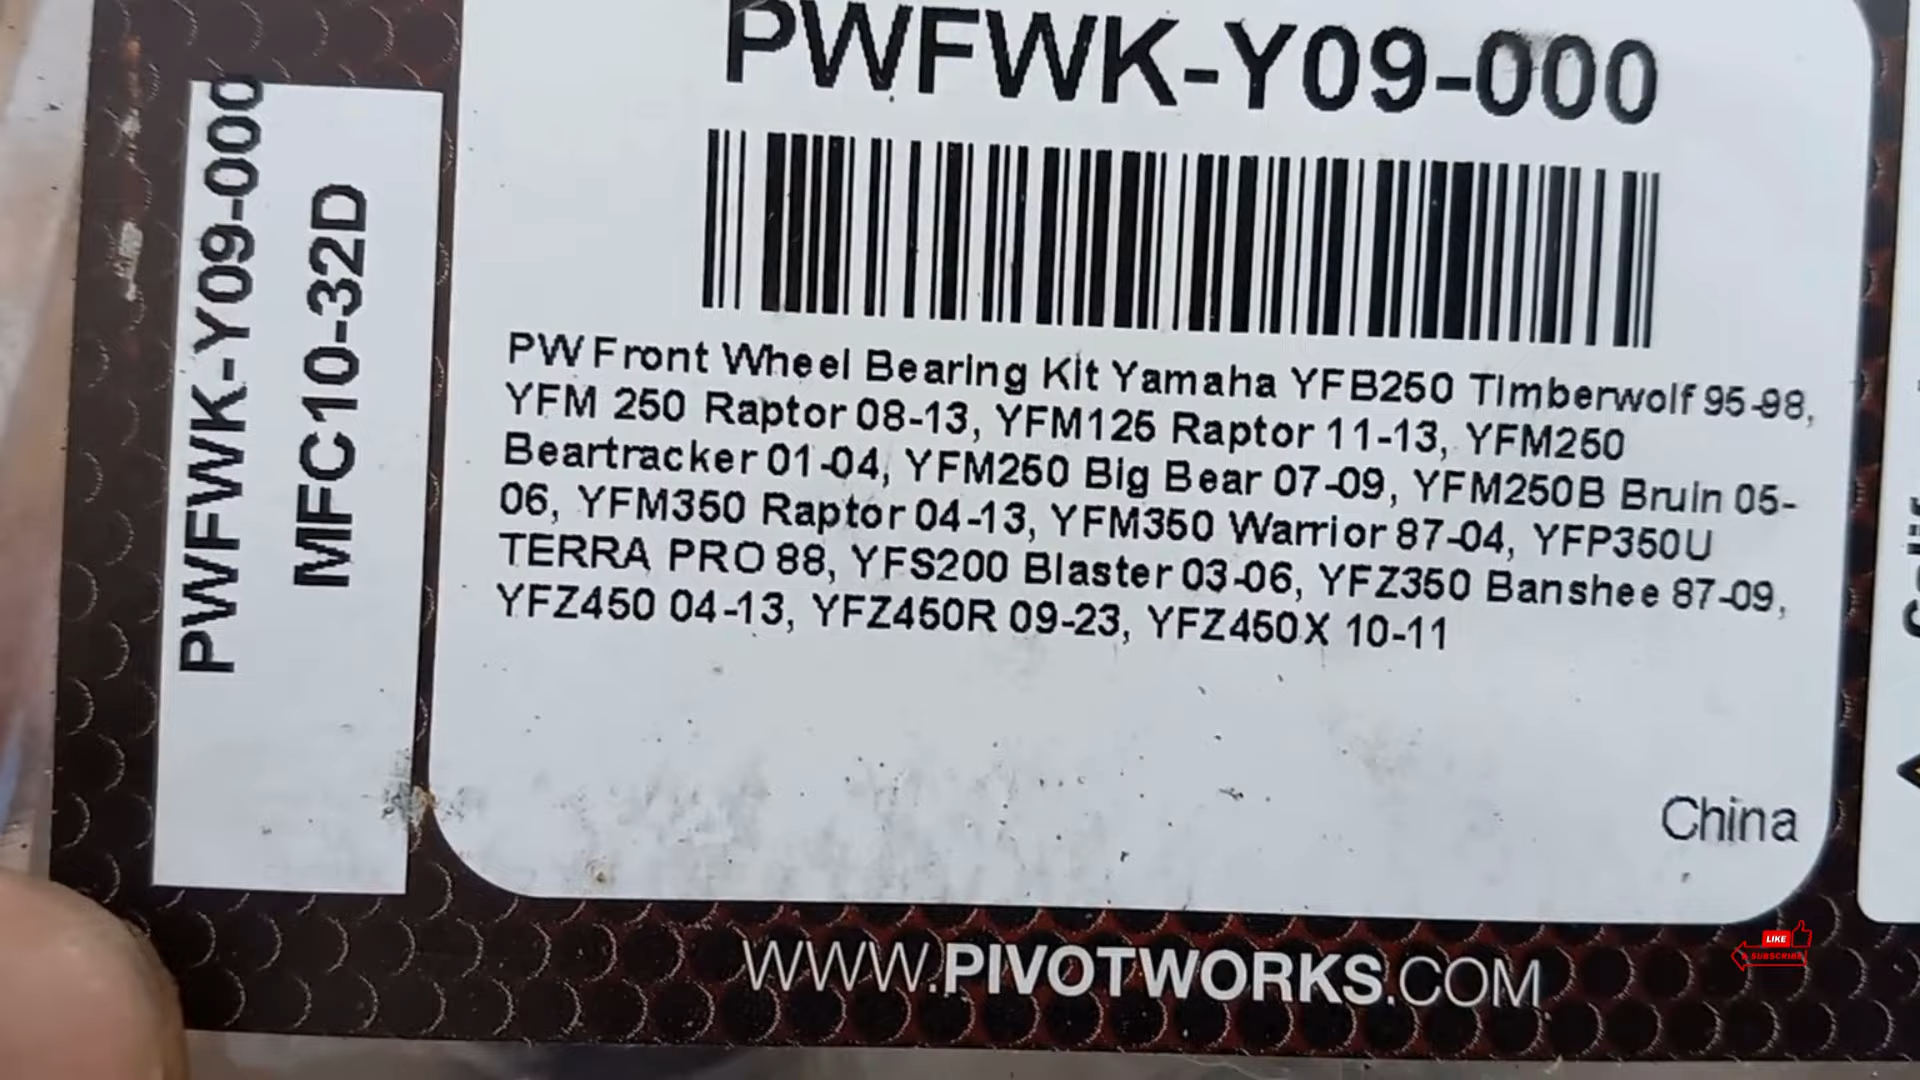 PWFWK-Y09-000
PWFWK-Y09-000
MFC10-32D
PW Front Wheel Bearing Kit Yamaha YFB250 Timberwolf 95-98,
YFM 250 Raptor 08-13, YFM125 Raptor 11-13, YFM250
Beartracker 01-04, YFM250 Big Bear 07-09, YFM250B Bruin 05-
06, YFM350 Raptor 04-13, YFM350 Warrior 87-04, YFP350U
TERRA PRO 88, YFS200 Blaster 03-06, YFZ350 Banshee 87-09,
YFZ450 04-13, YFZ450R 09-23, YFZ450X 10-11
China
WWW.PIVOTWORKS.COM
LIKE
& SUBSCRIBE